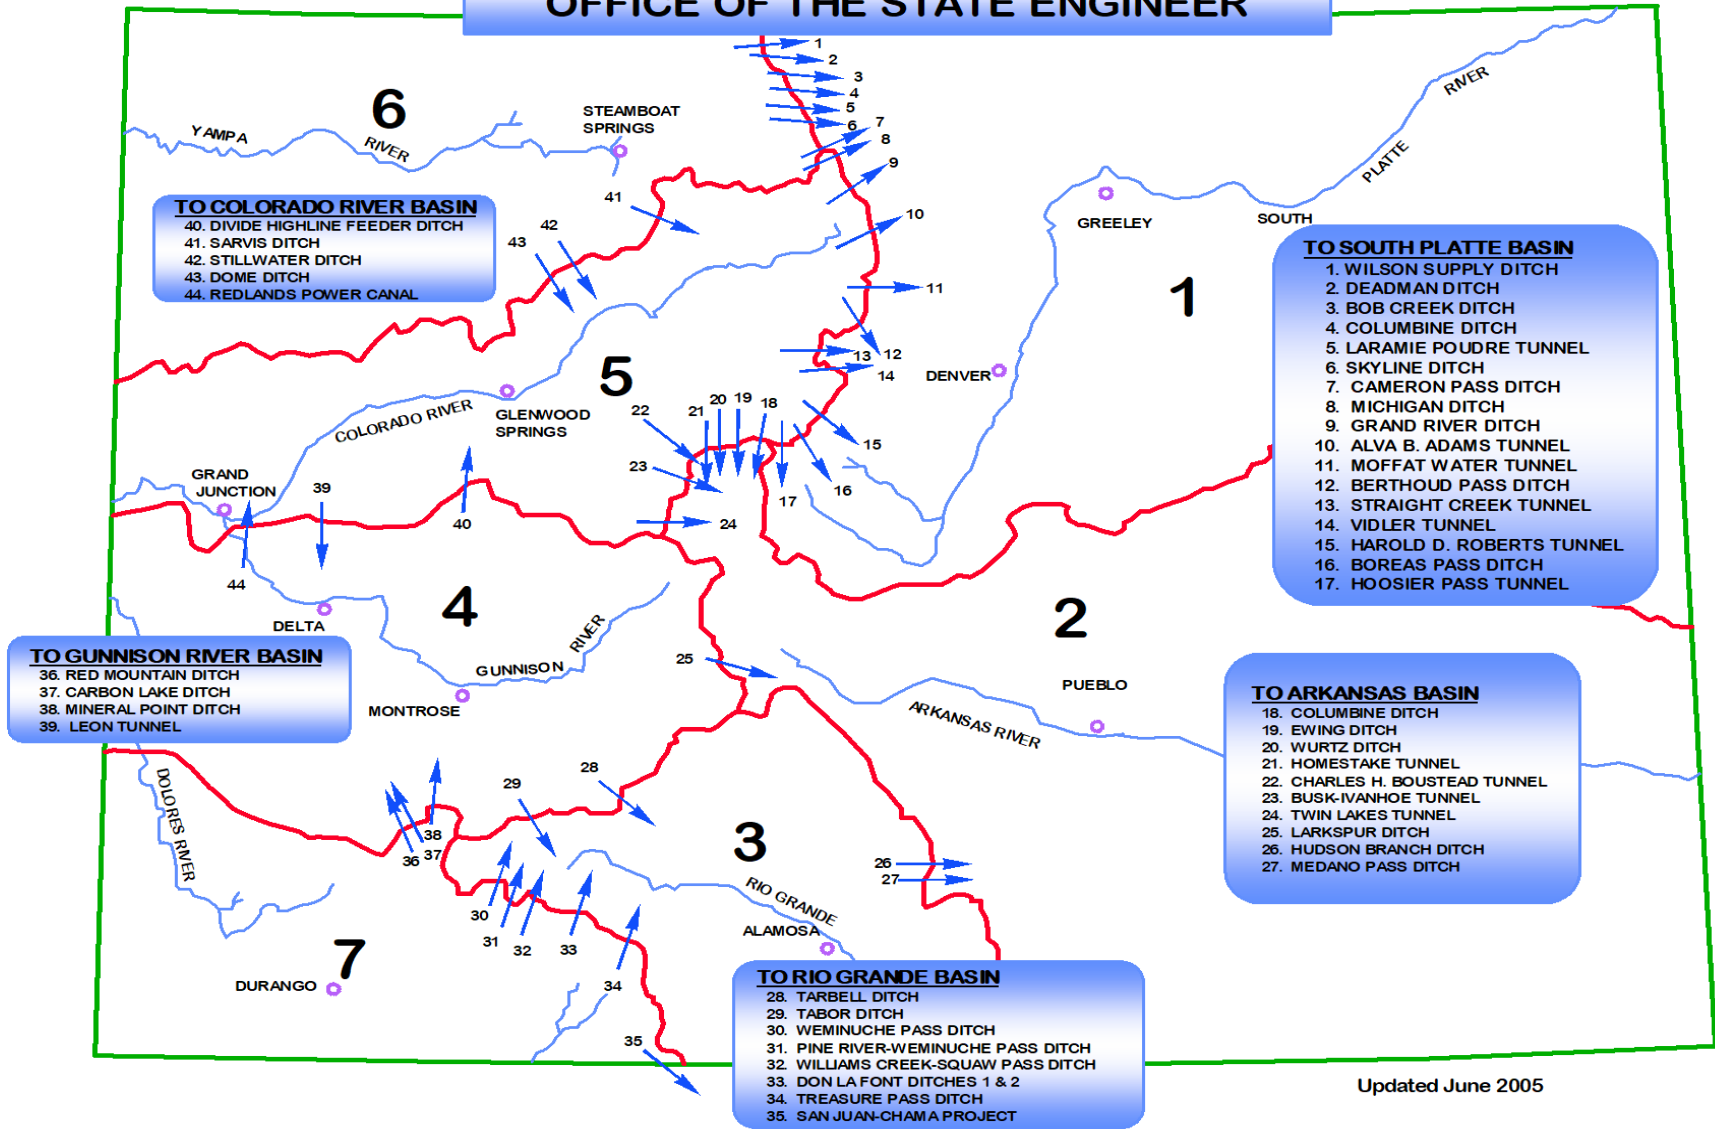 OFFICE OF THE STATE ENGINEER
1
2
3
4
5
6
7
8
9
10
11
12
13
14
15
16
17
18
19
20
21
22
23
24
25
26
27
28
29
30
31
32
33
34
35
36
37
38
39
40
41
42
43
44
6
YAMPA
RIVER
STEAMBOAT
SPRINGS
RIVER
PLATTE
SOUTH
GREELEY
1
DENVER
TO COLORADO RIVER BASIN
40. DIVIDE HIGHLINE FEEDER DITCH
41. SARVIS DITCH
42. STILLWATER DITCH
43. DOME DITCH
44. REDLANDS POWER CANAL
TO SOUTH PLATTE BASIN
1. WILSON SUPPLY DITCH
2. DEADMAN DITCH
3. BOB CREEK DITCH
4. COLUMBINE DITCH
5. LARAMIE POUDRE TUNNEL
6. SKYLINE DITCH
7. CAMERON PASS DITCH
8. MICHIGAN DITCH
9. GRAND RIVER DITCH
10. ALVA B. ADAMS TUNNEL
11. MOFFAT WATER TUNNEL
12. BERTHOUD PASS DITCH
13. STRAIGHT CREEK TUNNEL
14. VIDLER TUNNEL
15. HAROLD D. ROBERTS TUNNEL
16. BOREAS PASS DITCH
17. HOOSIER PASS TUNNEL
5
COLORADO RIVER
GLENWOOD
SPRINGS
GRAND
JUNCTION
4
DELTA
GUNNISON
RIVER
MONTROSE
2
PUEBLO
ARKANSAS RIVER
TO GUNNISON RIVER BASIN
36. RED MOUNTAIN DITCH
37. CARBON LAKE DITCH
38. MINERAL POINT DITCH
39. LEON TUNNEL
TO ARKANSAS BASIN
18. COLUMBINE DITCH
19. EWING DITCH
20. WURTZ DITCH
21. HOMESTAKE TUNNEL
22. CHARLES H. BOUSTEAD TUNNEL
23. BUSK-IVANHOE TUNNEL
24. TWIN LAKES TUNNEL
25. LARKSPUR DITCH
26. HUDSON BRANCH DITCH
27. MEDANO PASS DITCH
DOLORES RIVER
3
RIO GRANDE
ALAMOSA
7
DURANGO
TO RIO GRANDE BASIN
28. TARBELL DITCH
29. TABOR DITCH
30. WEMINUCHE PASS DITCH
31. PINE RIVER-WEMINUCHE PASS DITCH
32. WILLIAMS CREEK-SQUAW PASS DITCH
33. DON LA FONT DITCHES 1 & 2
34. TREASURE PASS DITCH
35. SAN JUAN-CHAMA PROJECT
Updated June 2005